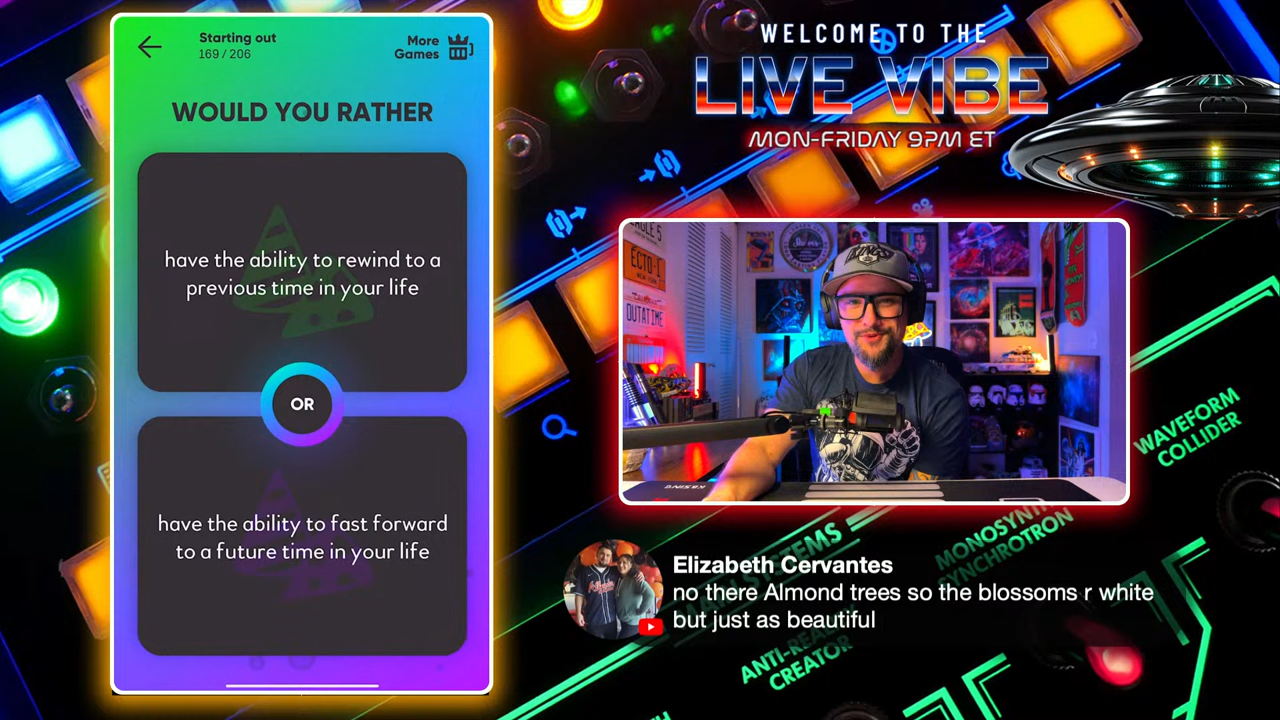 Starting out
169 / 206
More
Games
WOULD YOU RATHER
have the ability to rewind to a
previous time in your life
OR
have the ability to fast forward
to a future time in your life
WELCOME TO THE
LIVE VIBE
MON-FRIDAY 9PM ET
ECTO-1
OUTATIME
WAVEFORM
COLLIDER
MONOSYNTH
SYNCHROTRON
Elizabeth Cervantes
no there Almond trees so the blossoms r white
but just as beautiful
CREATOR